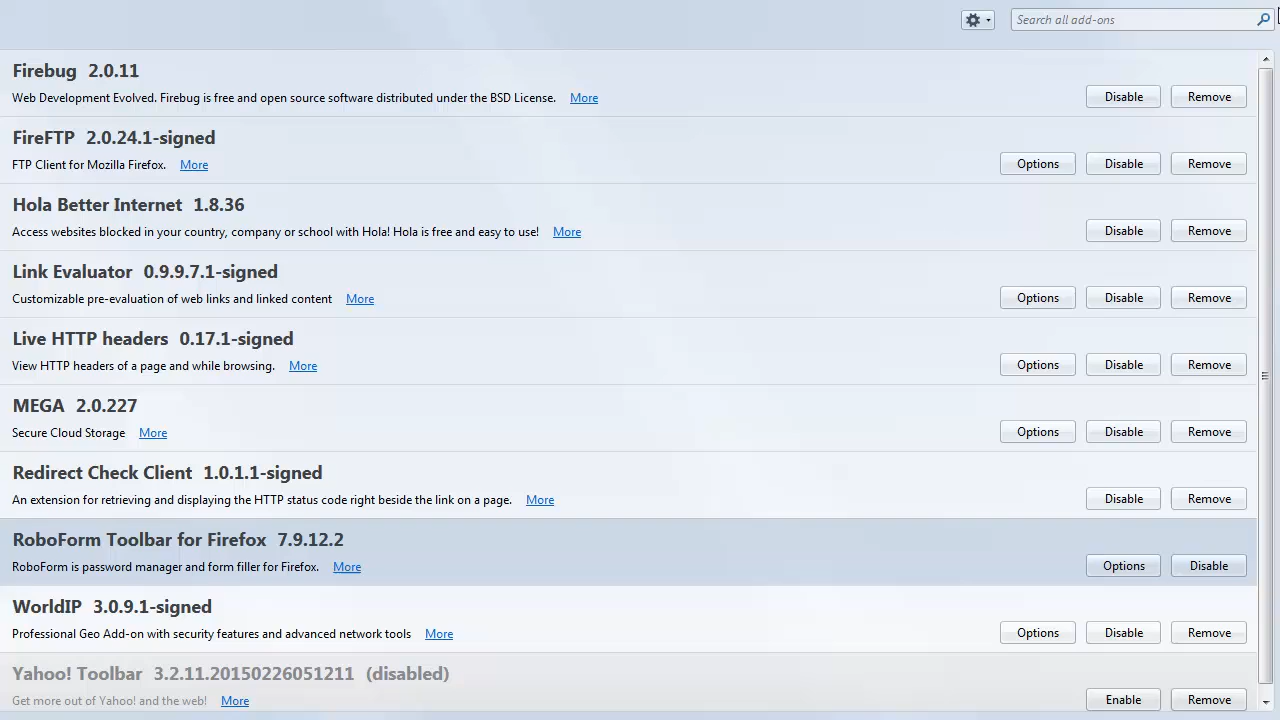 Search all add-ons
Firebug 2.0.11
Web Development Evolved. Firebug is free and open source software distributed under the BSD License. More
Disable Remove
FireFTP 2.0.24.1-signed
FTP Client for Mozilla Firefox. More
Options Disable Remove
Hola Better Internet 1.8.36
Access websites blocked in your country, company or school with Hola! Hola is free and easy to use! More
Disable Remove
Link Evaluator 0.9.9.7.1-signed
Customizable pre-evaluation of web links and linked content More
Options Disable Remove
Live HTTP headers 0.17.1-signed
View HTTP headers of a page and while browsing. More
Options Disable Remove
MEGA 2.0.227
Secure Cloud Storage More
Options Disable Remove
Redirect Check Client 1.0.1.1-signed
An extension for retrieving and displaying the HTTP status code right beside the link on a page. More
Disable Remove
RoboForm Toolbar for Firefox 7.9.12.2
RoboForm is password manager and form filler for Firefox. More
Options Disable
WorldIP 3.0.9.1-signed
Professional Geo Add-on with security features and advanced network tools More
Options Disable Remove
Yahoo! Toolbar 3.2.11.20150226051211 (disabled)
Get more out of Yahoo! and the web! More
Enable Remove